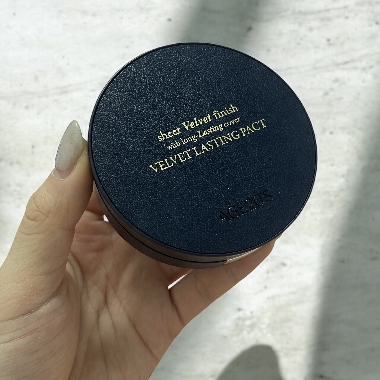 sheer Velvet finish
with long-Lasting cover
VELVET LASTING PACT